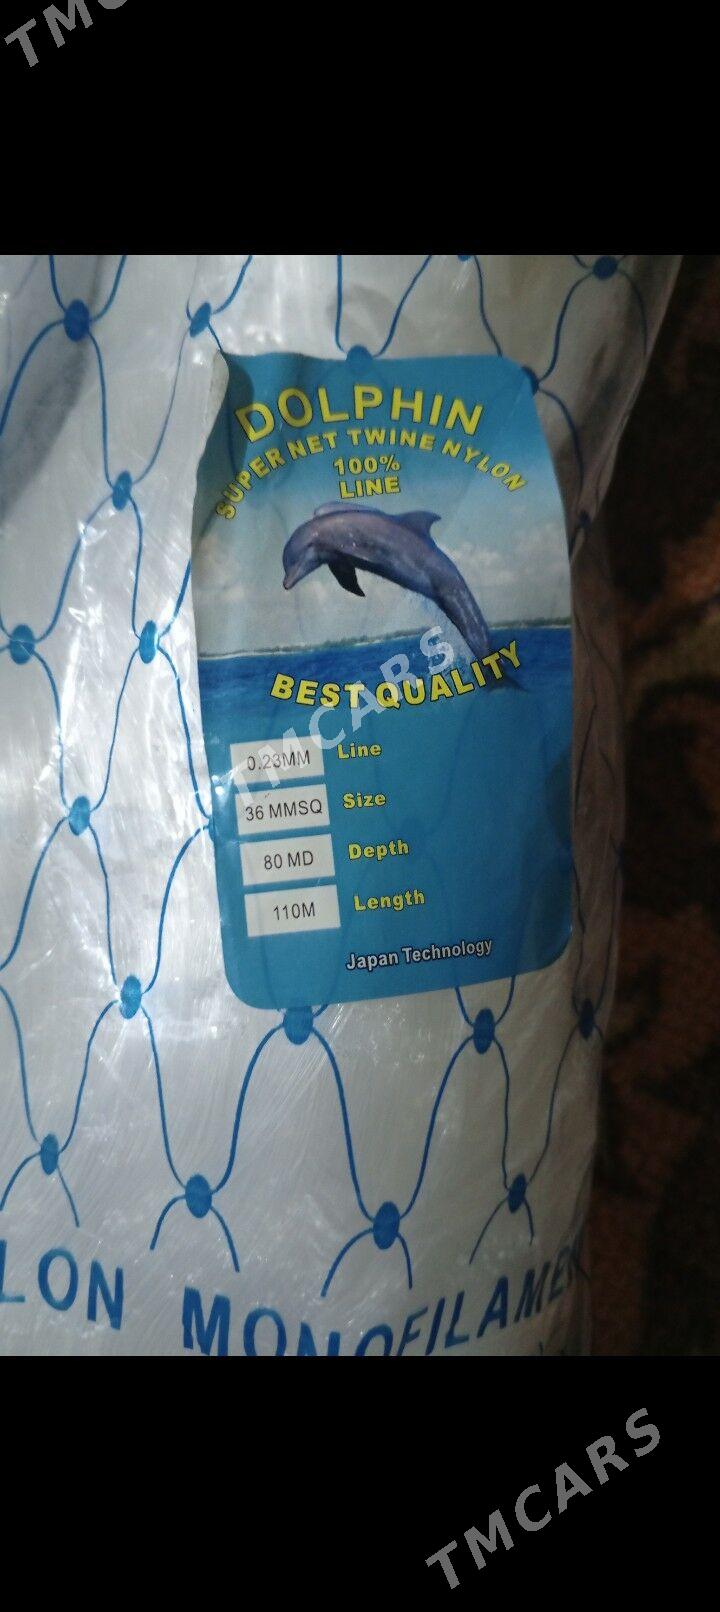 TMC
DOLPHIN
SUPER NET TWINE NYLON
100%
LINE
BEST QUALITY
TMCARS
0.23MM Line
36 MMSQ Size
80 MD Depth
110M Length
Japan Technology
LON MONOFILAME
TMCARS